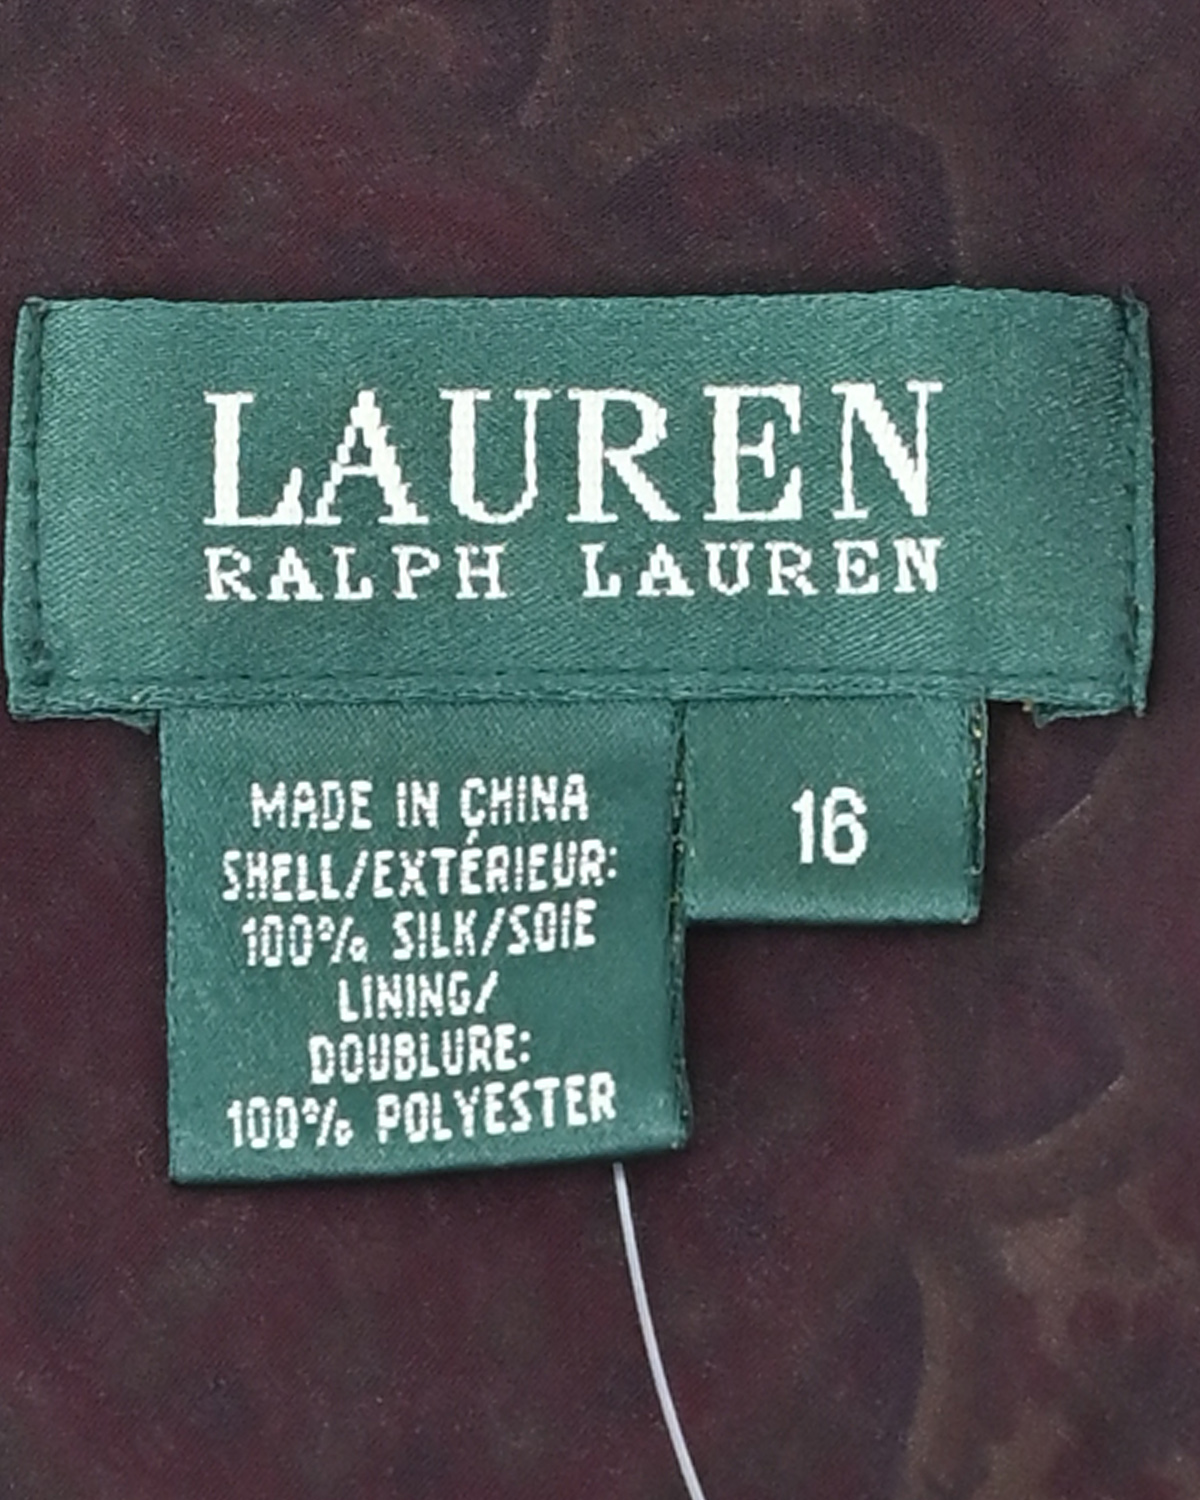 LAUREN
RALPH LAUREN
MADE IN CHINA
SHELL/EXTÉRIEUR:
100% SILK/SOIE
LINING/
DOUBLURE:
100% POLYESTER
16